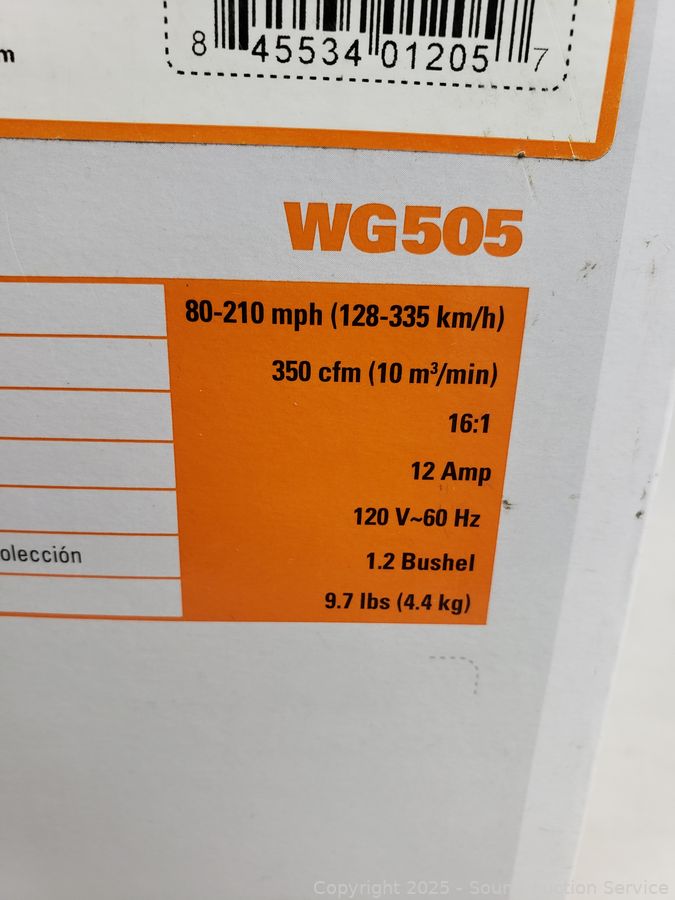 m
8 45534 01205 7
WG505
80-210 mph (128-335 km/h)
350 cfm (10 m³/min)
16:1
12 Amp
120 V~60 Hz
olección 1.2 Bushel
9.7 lbs (4.4 kg)
Copyright 2025 - Sound Auction Service